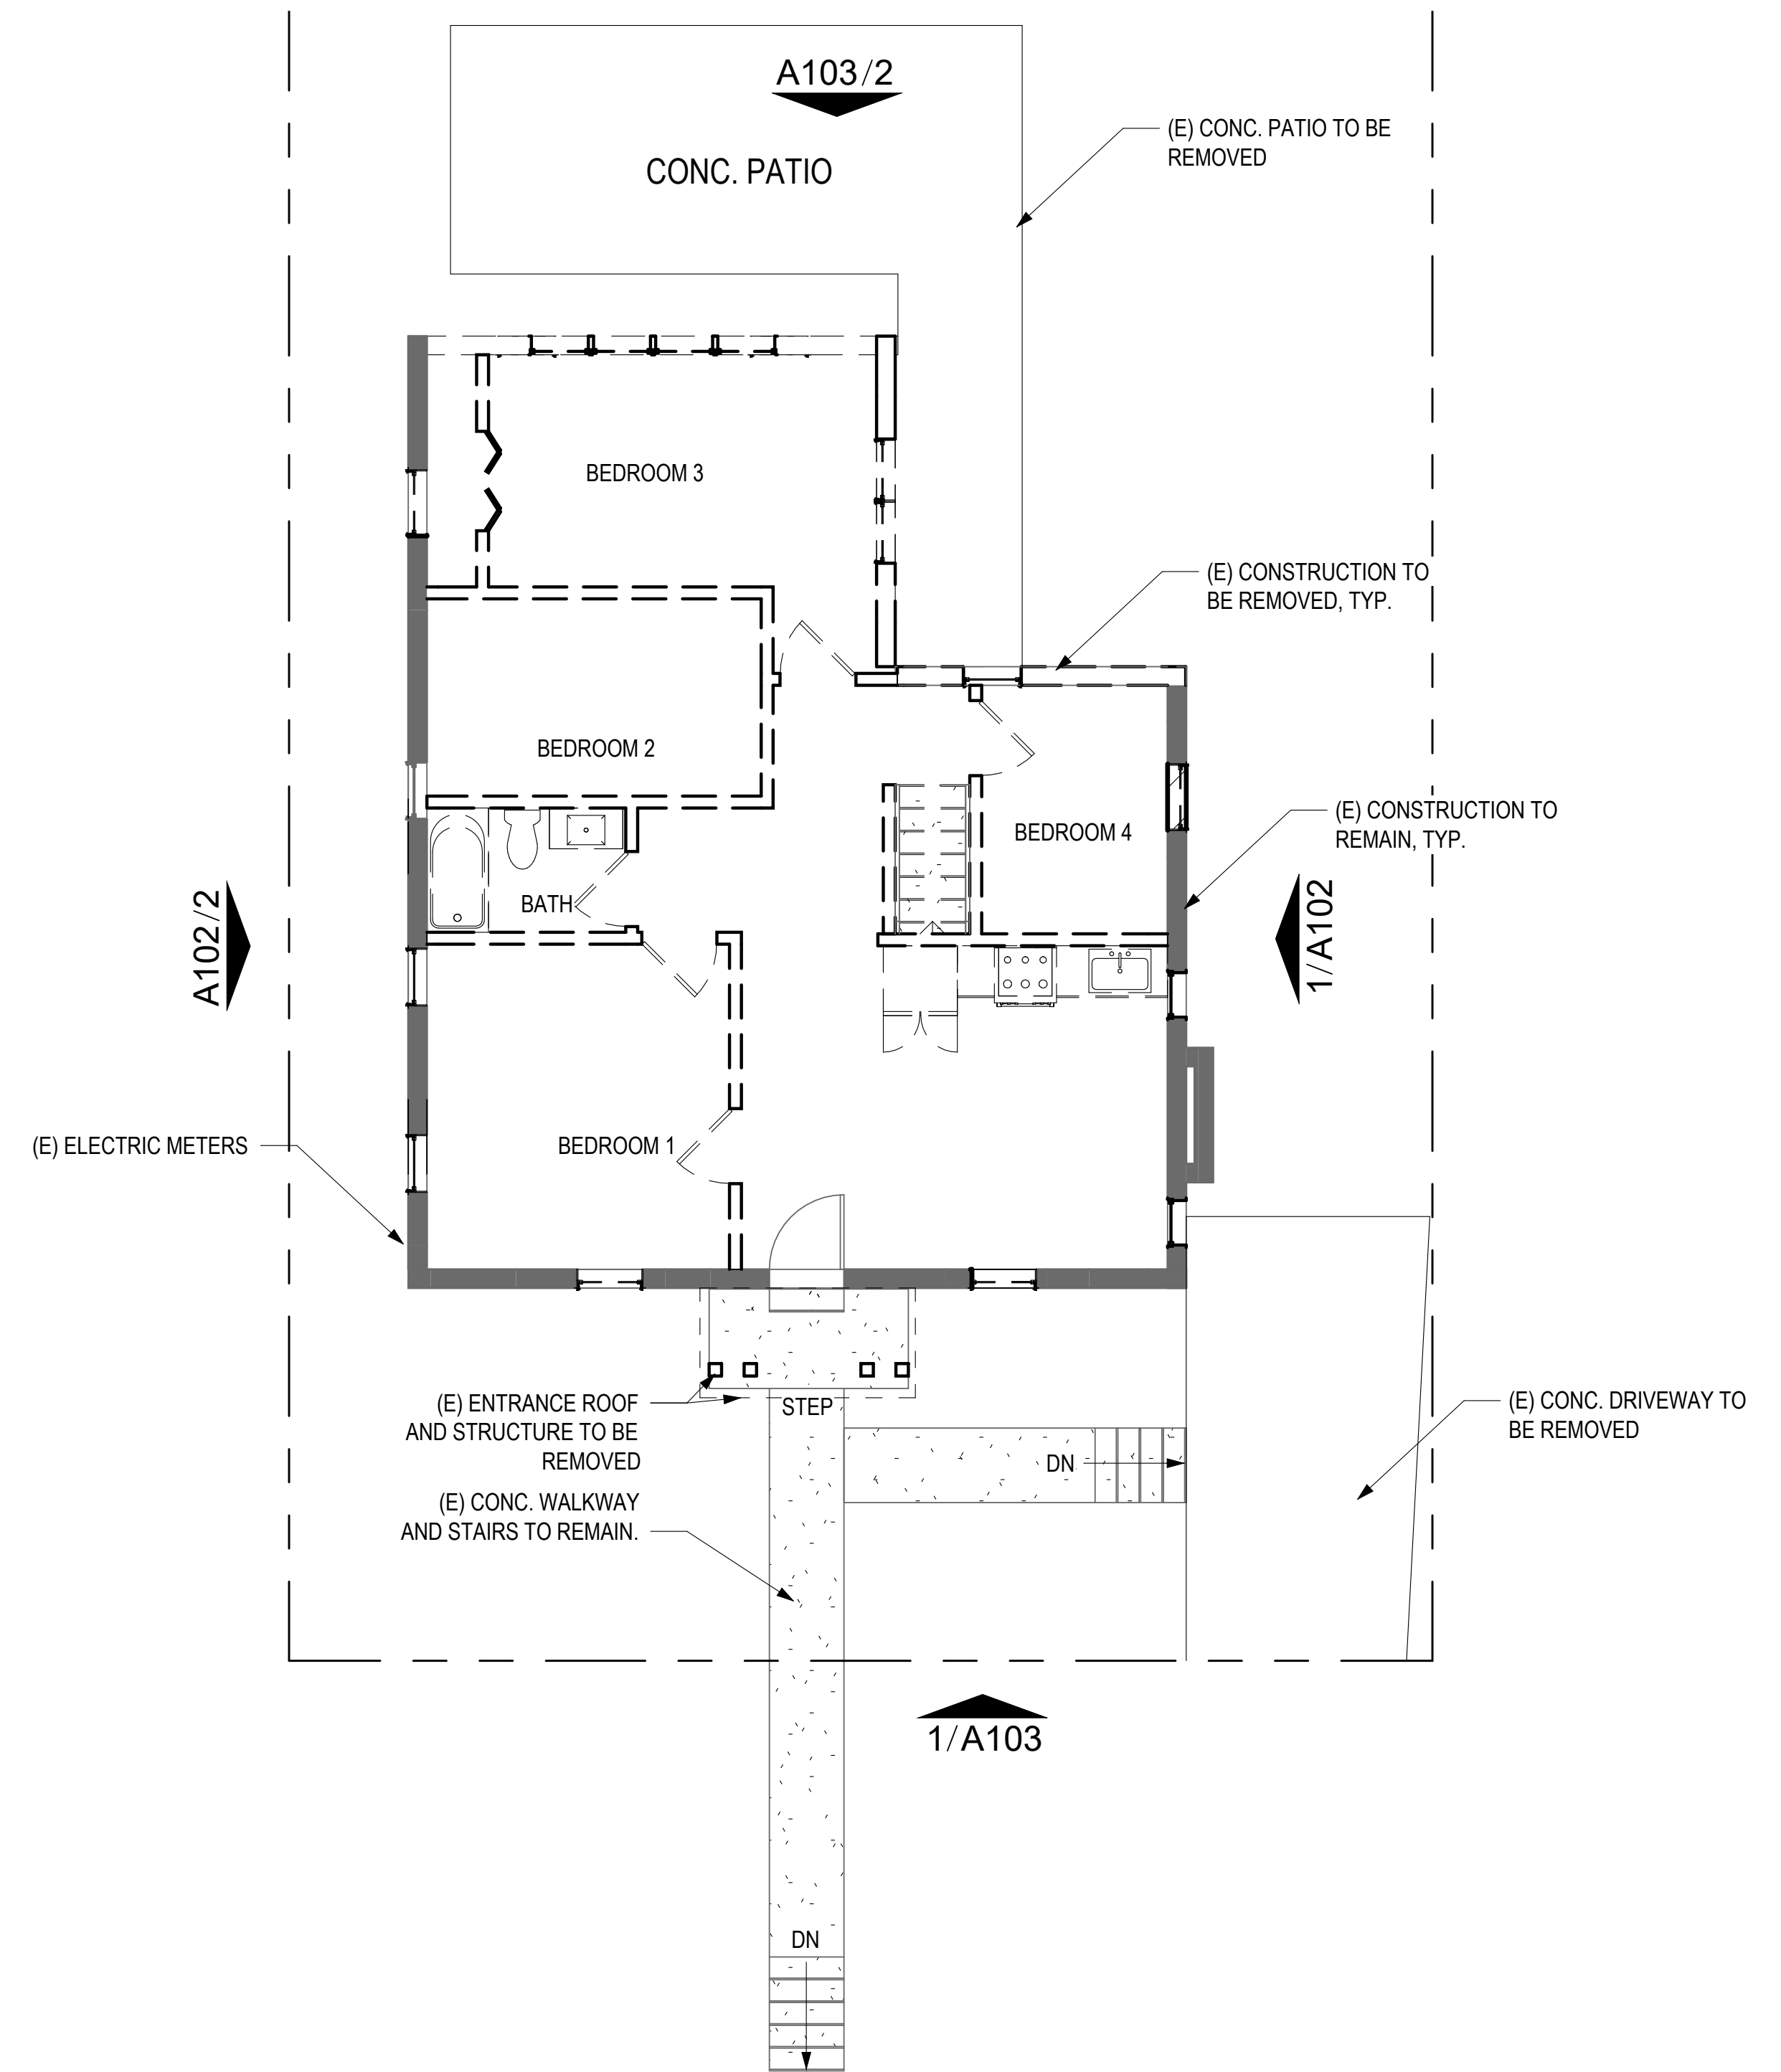 A103/2
CONC. PATIO
(E) CONC. PATIO TO BE
REMOVED
BEDROOM 3
(E) CONSTRUCTION TO
BE REMOVED, TYP.
BEDROOM 2
BEDROOM 4
(E) CONSTRUCTION TO
REMAIN, TYP.
BATH
A102/2
1/A102
(E) ELECTRIC METERS
BEDROOM 1
(E) ENTRANCE ROOF
AND STRUCTURE TO BE
REMOVED
STEP
(E) CONC. DRIVEWAY TO
BE REMOVED
DN
(E) CONC. WALKWAY
AND STAIRS TO REMAIN.
1/A103
DN